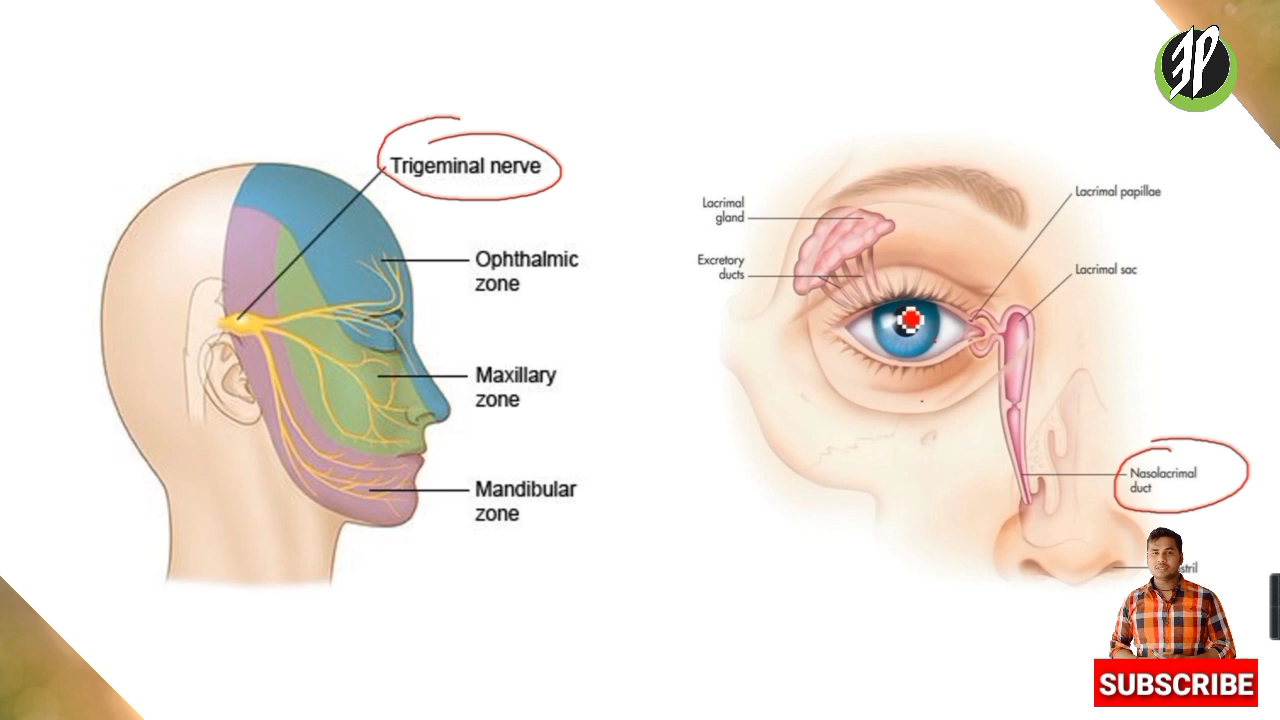 Trigeminal nerve
Ophthalmic
zone
Maxillary
zone
Mandibular
zone
Lacrimal
gland
Excretory
ducts
Lacrimal papillae
Lacrimal sac
Nasolacrimal
duct
SUBSCRIBE